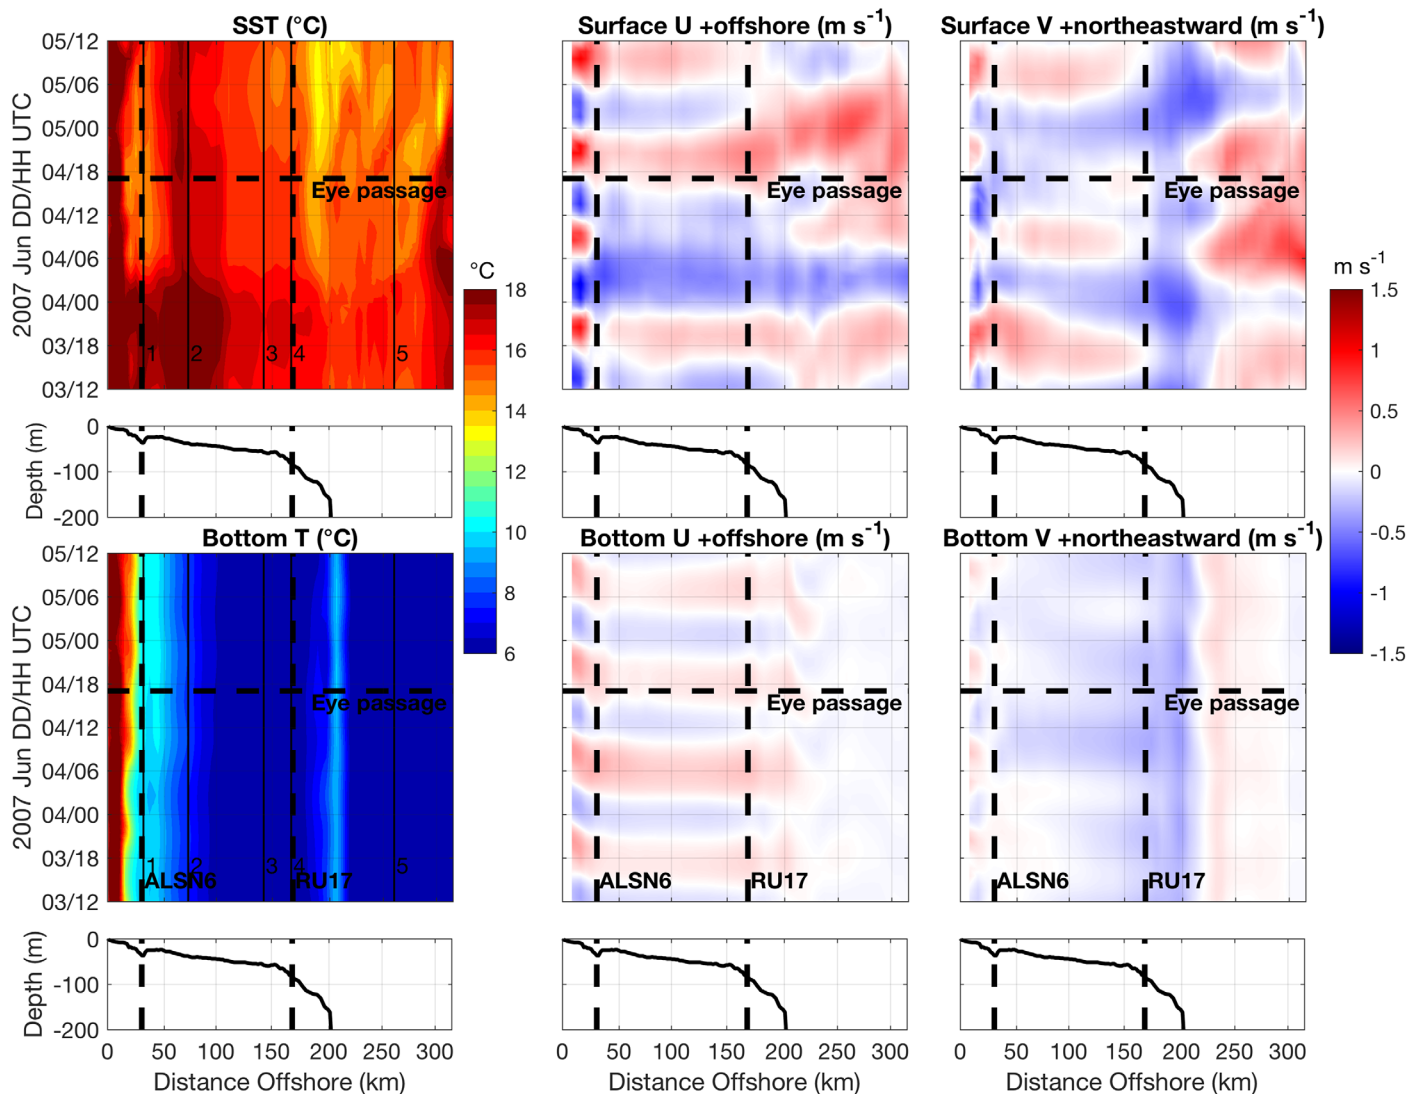 SST (°C)
Surface U +offshore (m s-1)
Surface V +northeastward (m s-1)
2007 Jun DD/HH UTC
05/12
05/06
05/00
04/18
04/12
04/06
04/00
03/18
03/12
Eye passage
Eye passage
Eye passage
1 2 3 4 5
°C
18
16
14
12
10
8
6
m s-1
1.5
1
0.5
0
-0.5
-1
-1.5
Depth (m)
0
-100
-200
Bottom T (°C)
Bottom U +offshore (m s-1)
Bottom V +northeastward (m s-1)
2007 Jun DD/HH UTC
05/12
05/06
05/00
04/18
04/12
04/06
04/00
03/18
03/12
Eye passage
Eye passage
Eye passage
1 2 3 4 5
ALSN6 RU17
ALSN6 RU17
ALSN6 RU17
Depth (m)
0
-100
-200
0 50 100 150 200 250 300
0 50 100 150 200 250 300
0 50 100 150 200 250 300
Distance Offshore (km)
Distance Offshore (km)
Distance Offshore (km)